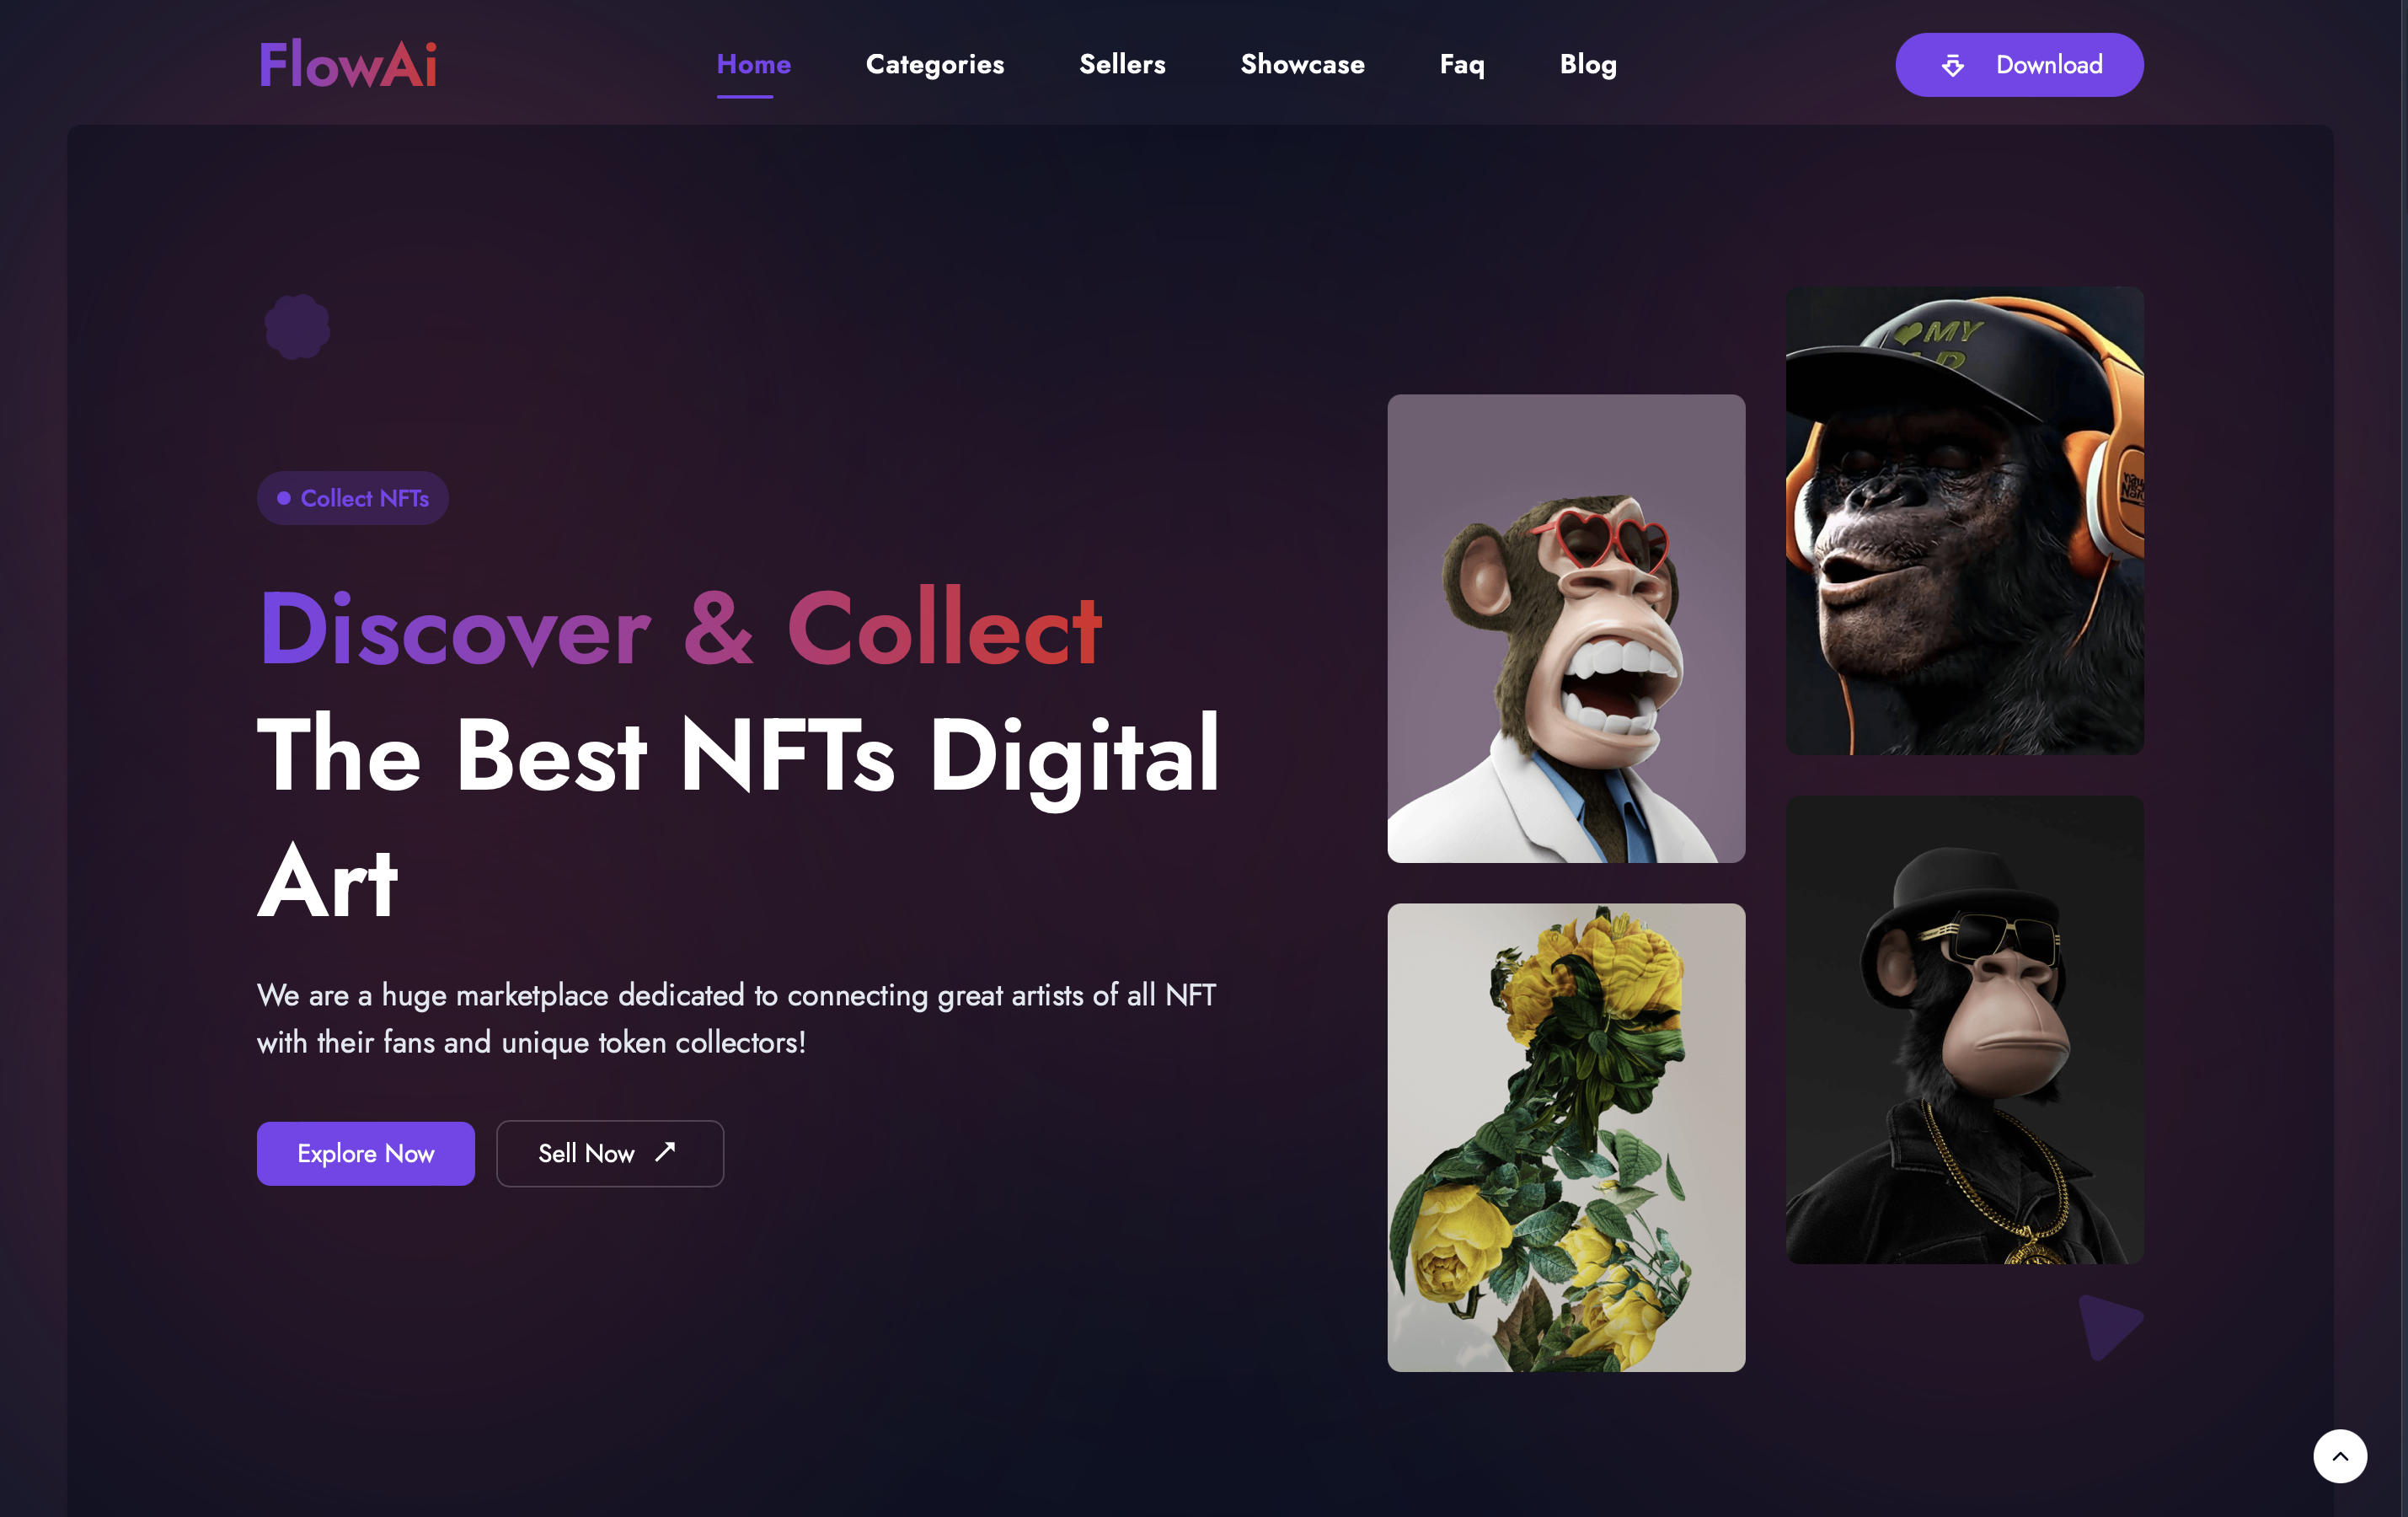 FlowAi
Home
Categories
Sellers
Showcase
Faq
Blog
Download
Collect NFTs
Discover & Collect
The Best NFTs Digital
Art
We are a huge marketplace dedicated to connecting great artists of all NFT
with their fans and unique token collectors!
Explore Now
Sell Now
MY